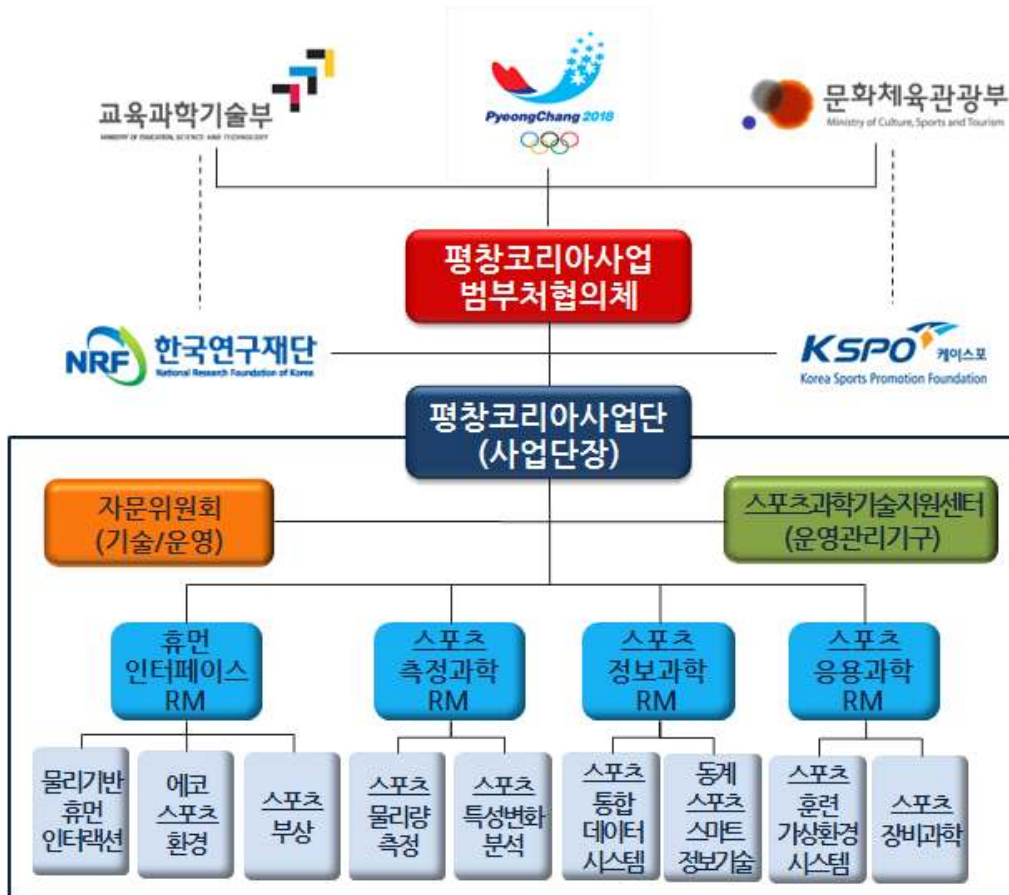 교육과학기술부
MINISTRY OF EDUCATION, SCIENCE AND TECHNOLOGY
PyeongChang 2018
문화체육관광부
Ministry of Culture, Sports and Tourism
평창코리아사업
범부처협의체
NRF 한국연구재단
National Research Foundation of Korea
KSPO 케이스포
Korea Sports Promotion Foundation
평창코리아사업단
(사업단장)
자문위원회
(기술/운영)
스포츠과학기술지원센터
(운영관리기구)
휴먼
인터페이스
RM
스포츠
측정과학
RM
스포츠
정보과학
RM
스포츠
응용과학
RM
물리기반
휴먼
인터랙션
에코
스포츠
환경
스포츠
부상
스포츠
물리량
측정
스포츠
특성변화
분석
스포츠
통합
데이터
시스템
동계
스포츠
스마트
정보기술
스포츠
훈련
가상환경
시스템
스포츠
장비과학